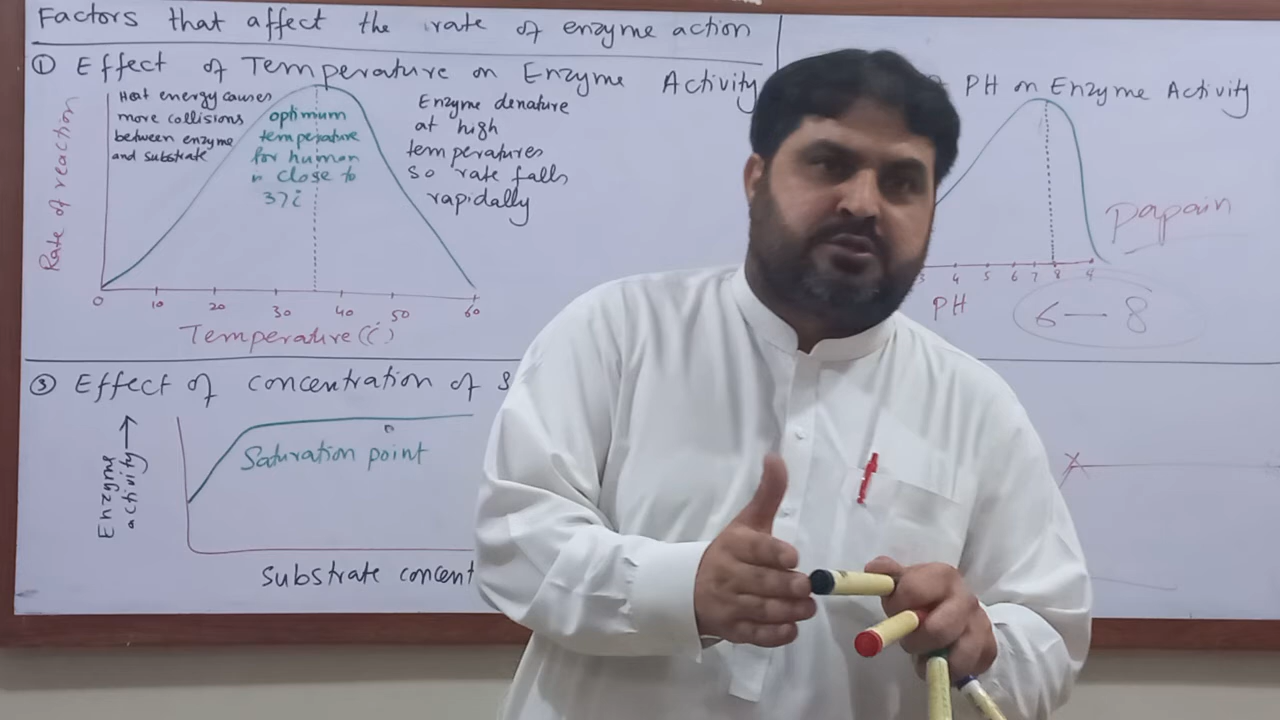 Factors that affect the rate of enzyme action
① Effect of Temperature on Enzyme Activity
Heat energy causes
more collisions
between enzyme
and substrate
optimum
temperature
for human
is close to
37c
Enzyme denature
at high
temperatures
so rate falls
rapidally
Rate of reaction
0 10 20 30 40 50 60
Temperature (c)
PH on Enzyme Activity
papain
3 4 5 6 7 8 9
PH
6 — 8
③ Effect of concentration of S
Enzyme
activity
Saturation point
substrate concent